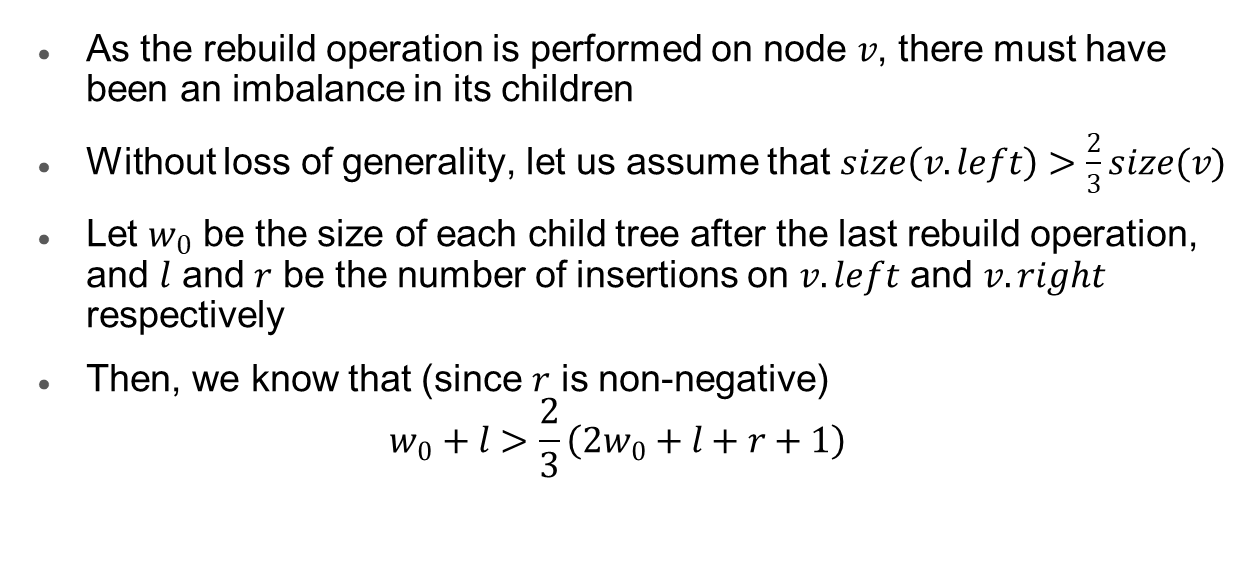 • As the rebuild operation is performed on node 𝑣, there must have
been an imbalance in its children
• Without loss of generality, let us assume that 𝑠𝑖𝑧𝑒(𝑣.𝑙𝑒𝑓𝑡) > 2/3 𝑠𝑖𝑧𝑒(𝑣)
• Let 𝑤₀ be the size of each child tree after the last rebuild operation,
and 𝑙 and 𝑟 be the number of insertions on 𝑣.𝑙𝑒𝑓𝑡 and 𝑣.𝑟𝑖𝑔ℎ𝑡
respectively
• Then, we know that (since 𝑟 is non-negative)
𝑤₀ + 𝑙 > 2/3 (2𝑤₀ + 𝑙 + 𝑟 + 1)